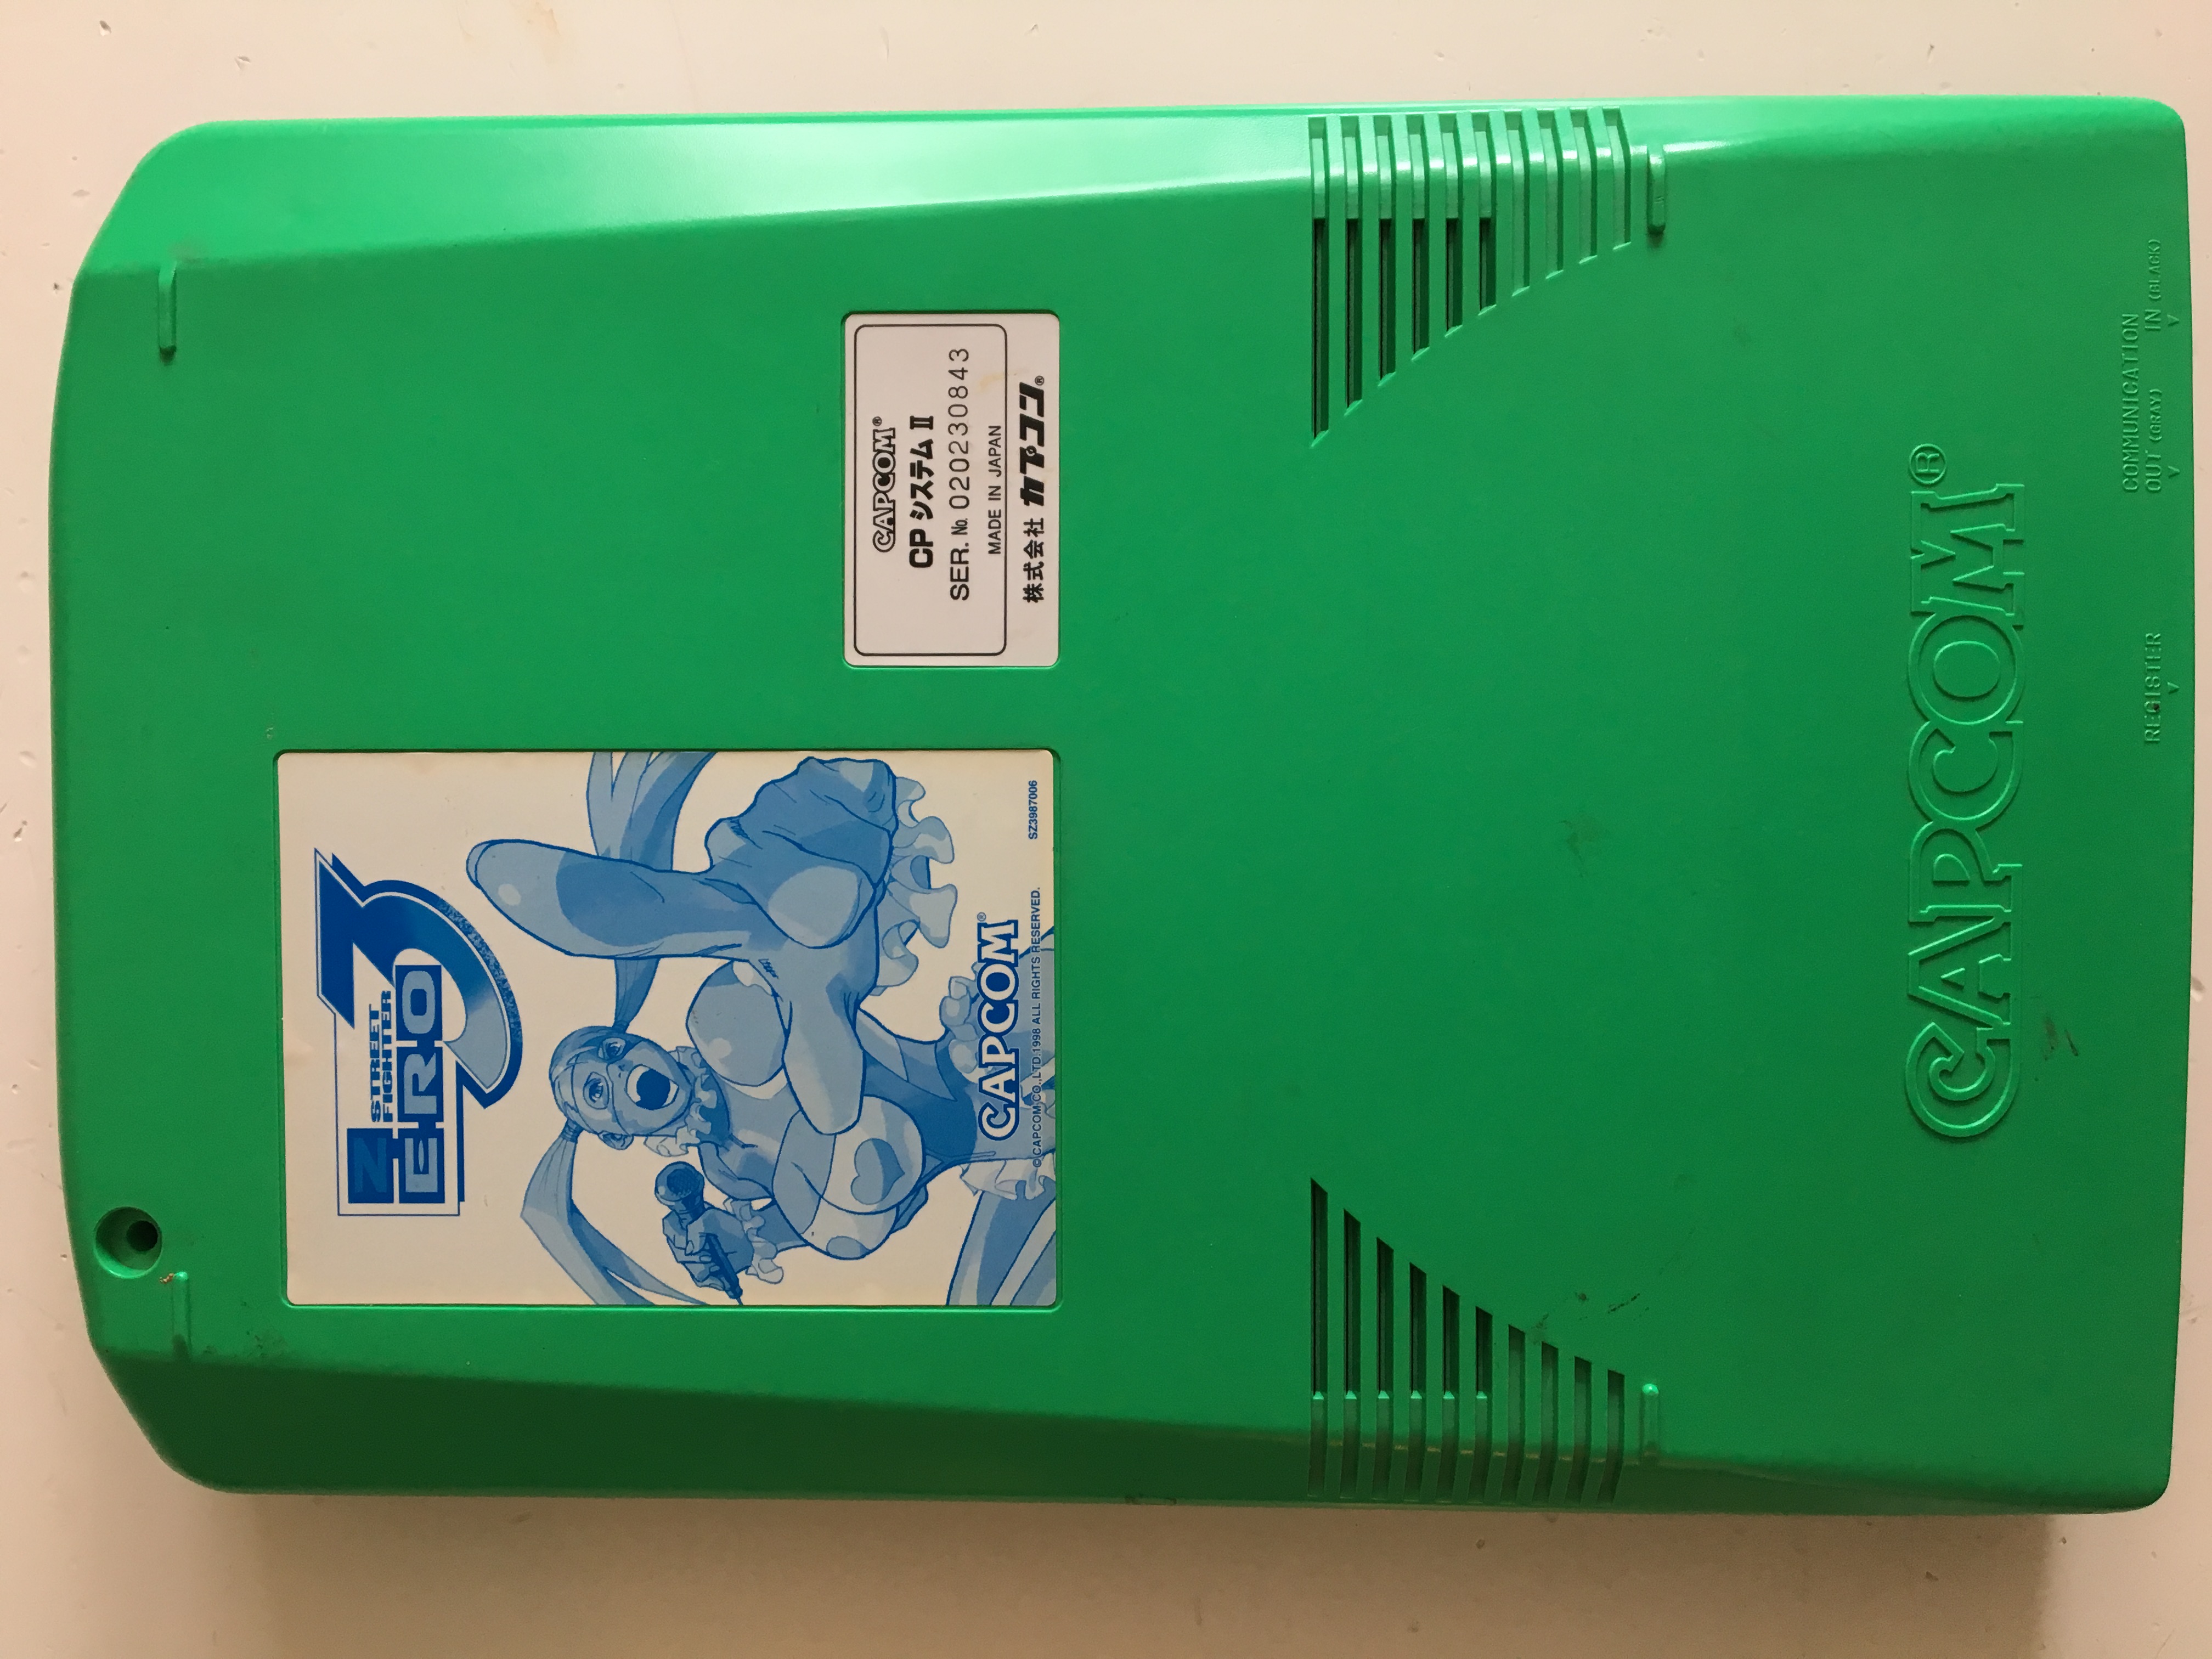 STREET
FIGHTER
ZERO
3
CAPCOM®
© CAPCOM CO.,LTD.1998 ALL RIGHTS RESERVED.
SZ3987006
CAPCOM®
CP システムⅡ
SER. № 020230843
MADE IN JAPAN
株式会社 カプコン®
CAPCOM®
REGISTER
COMMUNICATION
OUT (GRAY) IN (BLACK)